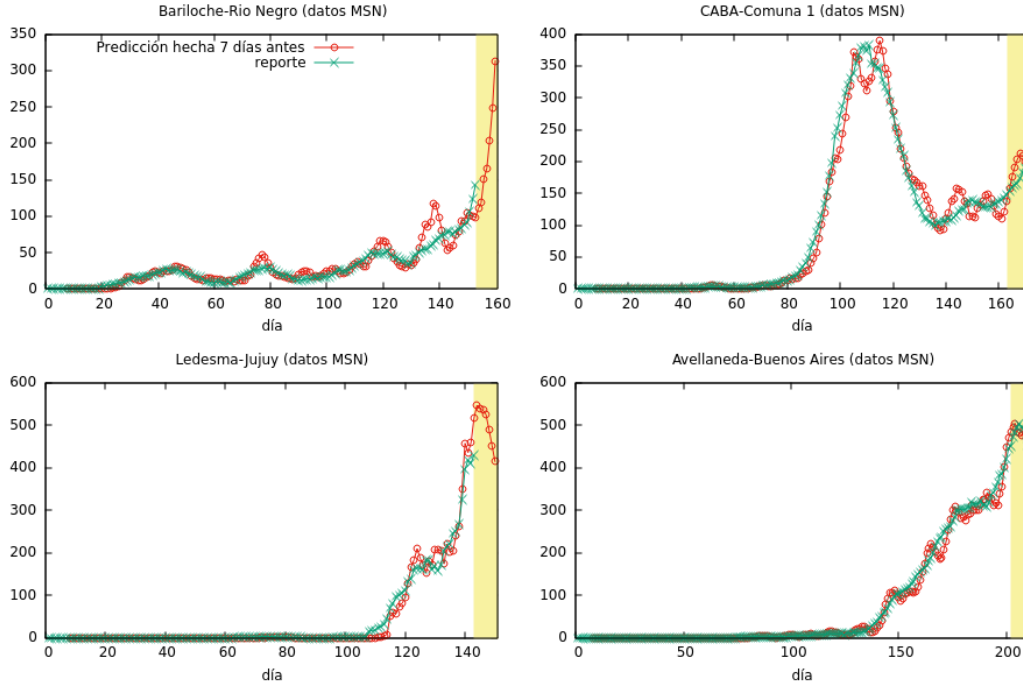 Bariloche-Rio Negro (datos MSN)
350
300
250
200
150
100
50
0
Predicción hecha 7 días antes
reporte
0 20 40 60 80 100 120 140 160
día
CABA-Comuna 1 (datos MSN)
400
350
300
250
200
150
100
50
0
0 20 40 60 80 100 120 140 160
día
Ledesma-Jujuy (datos MSN)
600
500
400
300
200
100
0
0 20 40 60 80 100 120 140
día
Avellaneda-Buenos Aires (datos MSN)
600
500
400
300
200
100
0
0 50 100 150 200
día